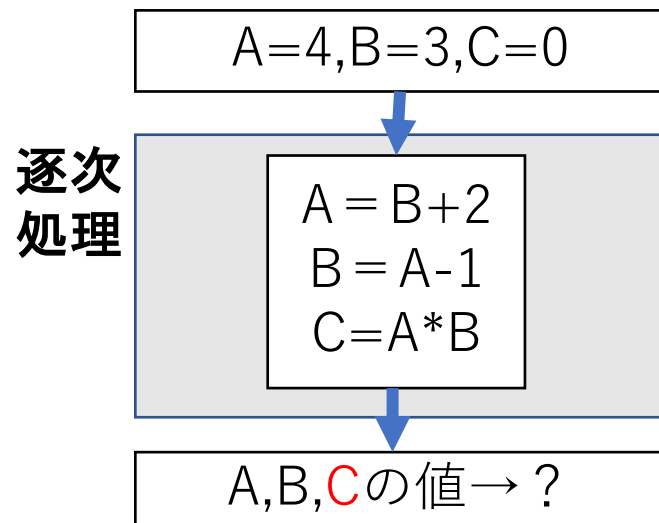 A=4,B=3,C=0
逐次
処理
A＝B+2
B＝A-1
C=A*B
A,B,Cの値→？